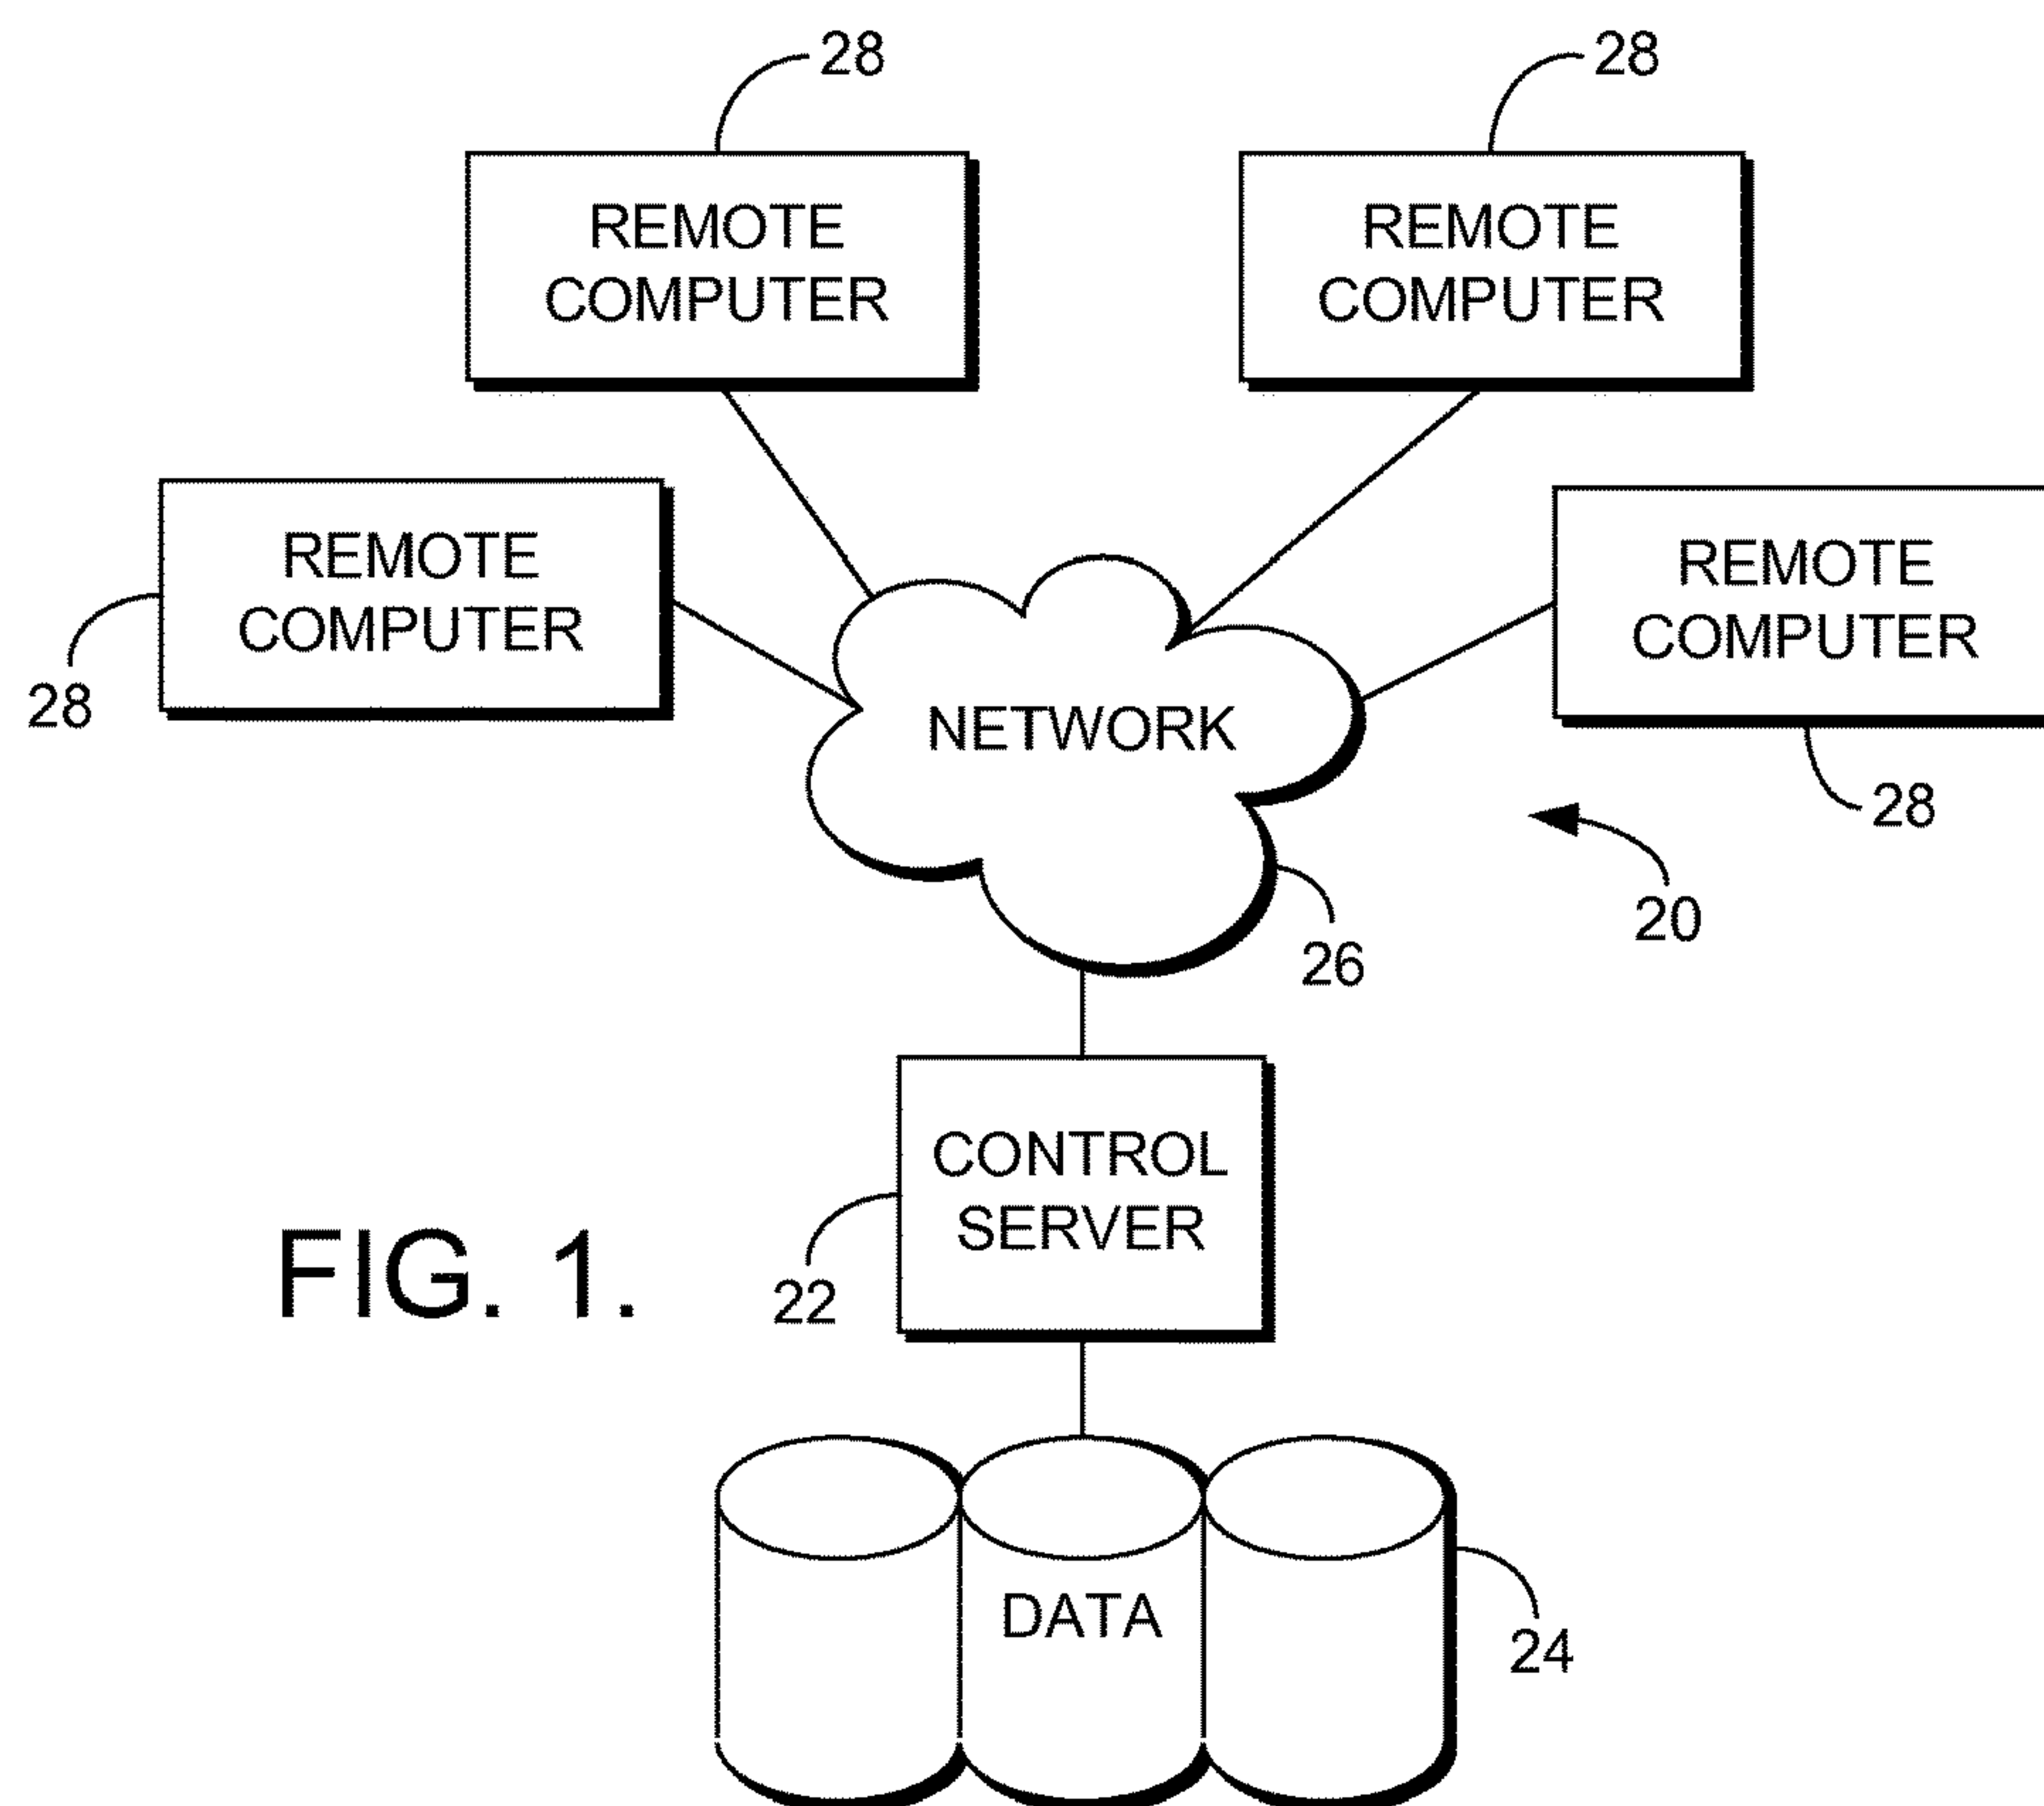 28
28
REMOTE
COMPUTER
REMOTE
COMPUTER
REMOTE
COMPUTER
28
REMOTE
COMPUTER
28
NETWORK
20
26
CONTROL
SERVER
22
FIG. 1.
DATA
24